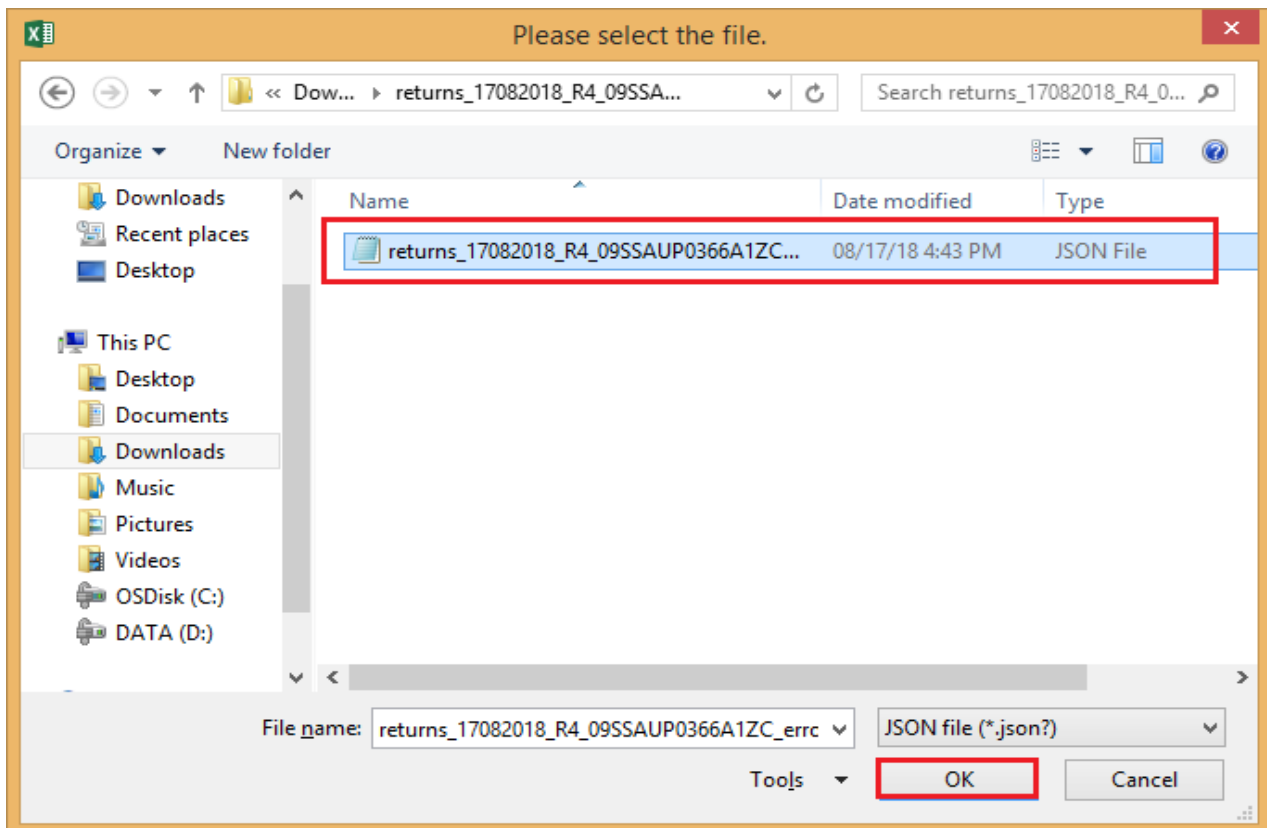 Please select the file.
« Dow... returns_17082018_R4_09SSA...
Search returns_17082018_R4_0...
Organize New folder
Downloads
Recent places
Desktop
This PC
Desktop
Documents
Downloads
Music
Pictures
Videos
OSDisk (C:)
DATA (D:)
Name Date modified Type
returns_17082018_R4_09SSAUP0366A1ZC... 08/17/18 4:43 PM JSON File
File name: returns_17082018_R4_09SSAUP0366A1ZC_errc JSON file (*.json?)
Tools OK Cancel